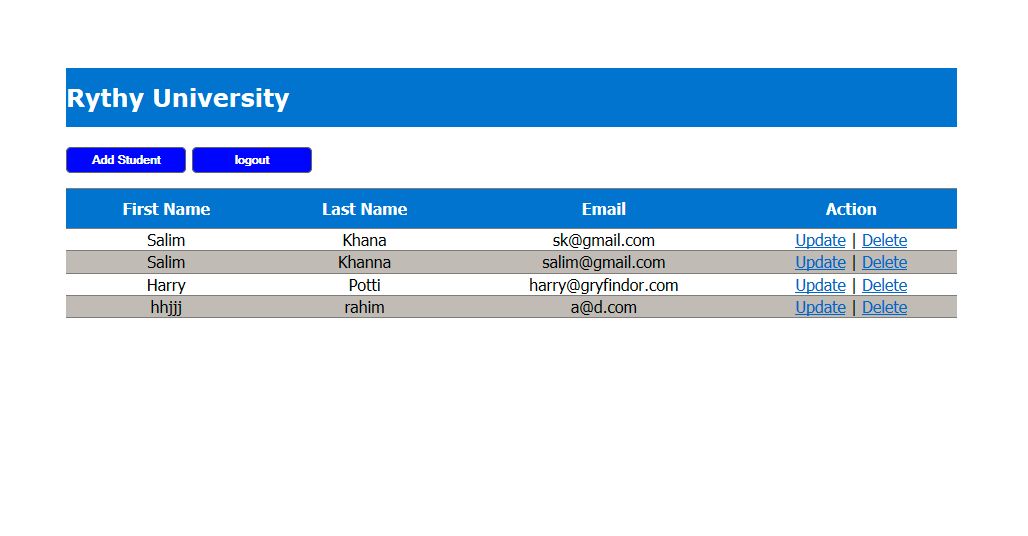 Rythy University
Add Student logout
First Name Last Name Email Action
Salim Khana sk@gmail.com Update | Delete
Salim Khanna salim@gmail.com Update | Delete
Harry Potti harry@gryfindor.com Update | Delete
hhjjj rahim a@d.com Update | Delete